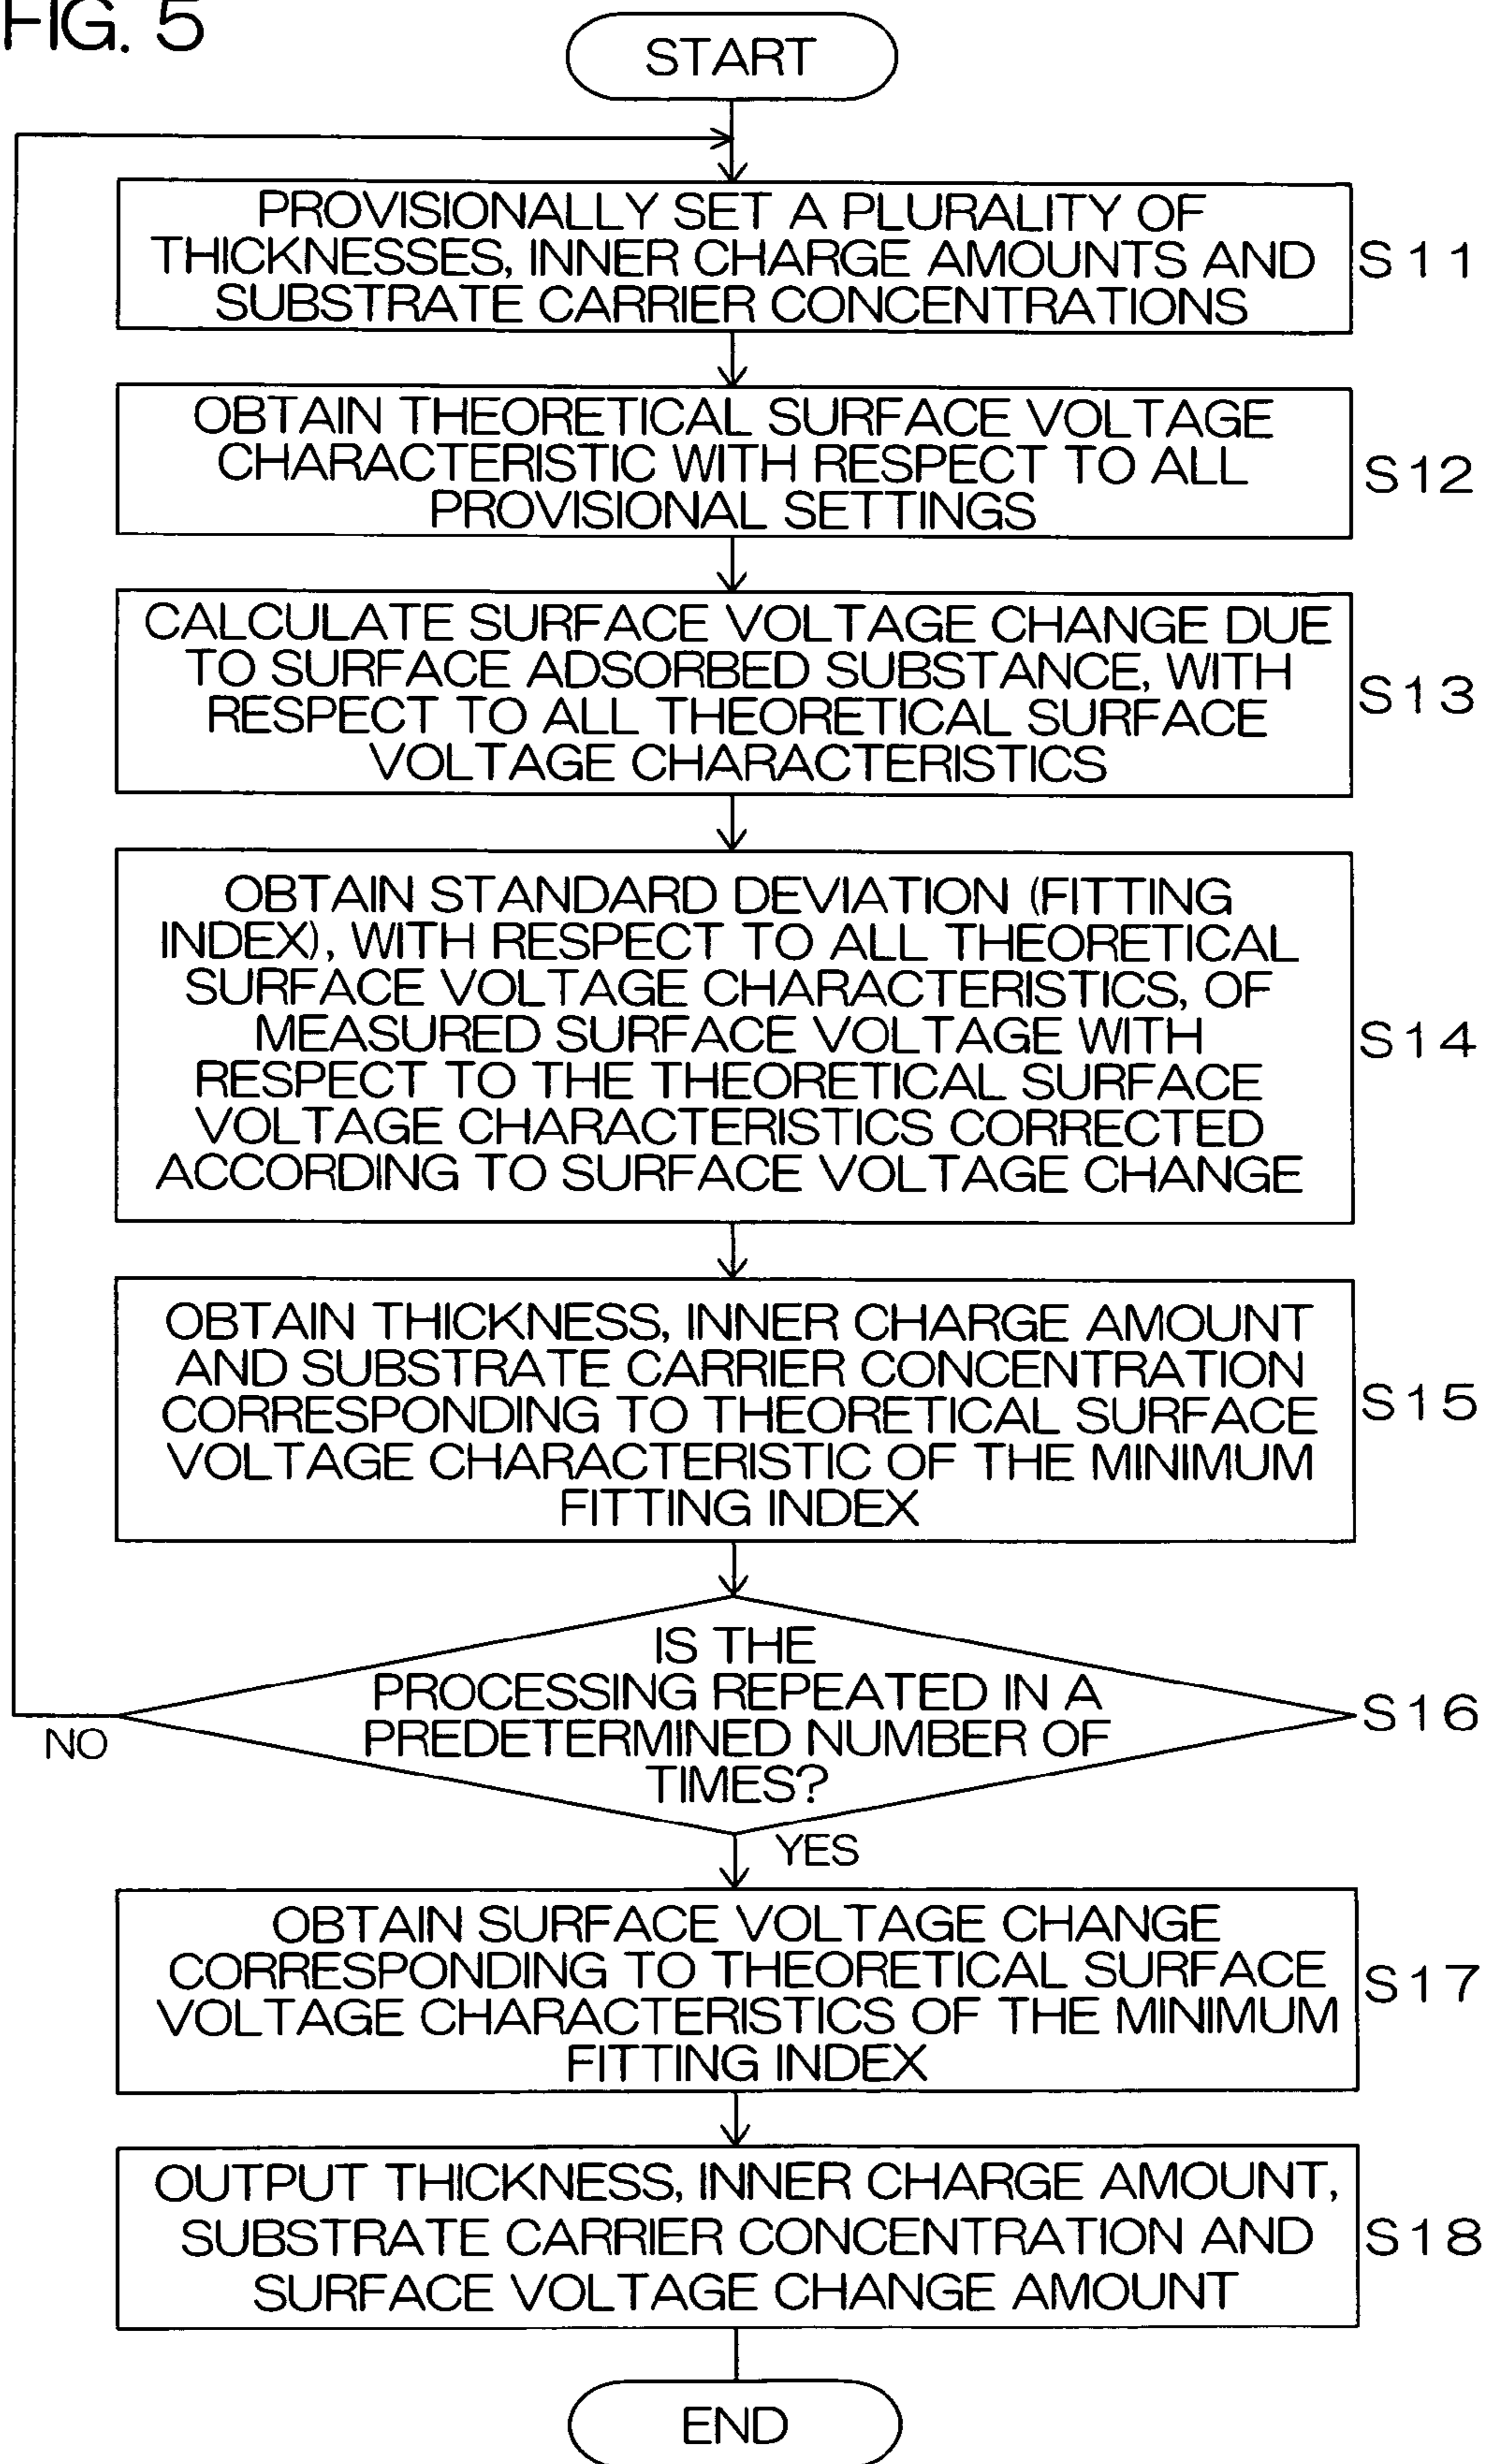 FIG. 5
START
PROVISIONALLY SET A PLURALITY OF
THICKNESSES, INNER CHARGE AMOUNTS AND
SUBSTRATE CARRIER CONCENTRATIONS
S11
OBTAIN THEORETICAL SURFACE VOLTAGE
CHARACTERISTIC WITH RESPECT TO ALL
PROVISIONAL SETTINGS
S12
CALCULATE SURFACE VOLTAGE CHANGE DUE
TO SURFACE ADSORBED SUBSTANCE, WITH
RESPECT TO ALL THEORETICAL SURFACE
VOLTAGE CHARACTERISTICS
S13
OBTAIN STANDARD DEVIATION (FITTING
INDEX), WITH RESPECT TO ALL THEORETICAL
SURFACE VOLTAGE CHARACTERISTICS, OF
MEASURED SURFACE VOLTAGE WITH
RESPECT TO THE THEORETICAL SURFACE
VOLTAGE CHARACTERISTICS CORRECTED
ACCORDING TO SURFACE VOLTAGE CHANGE
S14
OBTAIN THICKNESS, INNER CHARGE AMOUNT
AND SUBSTRATE CARRIER CONCENTRATION
CORRESPONDING TO THEORETICAL SURFACE
VOLTAGE CHARACTERISTIC OF THE MINIMUM
FITTING INDEX
S15
IS THE
PROCESSING REPEATED IN A
PREDETERMINED NUMBER OF
TIMES?
S16
NO
YES
OBTAIN SURFACE VOLTAGE CHANGE
CORRESPONDING TO THEORETICAL SURFACE
VOLTAGE CHARACTERISTICS OF THE MINIMUM
FITTING INDEX
S17
OUTPUT THICKNESS, INNER CHARGE AMOUNT,
SUBSTRATE CARRIER CONCENTRATION AND
SURFACE VOLTAGE CHANGE AMOUNT
S18
END